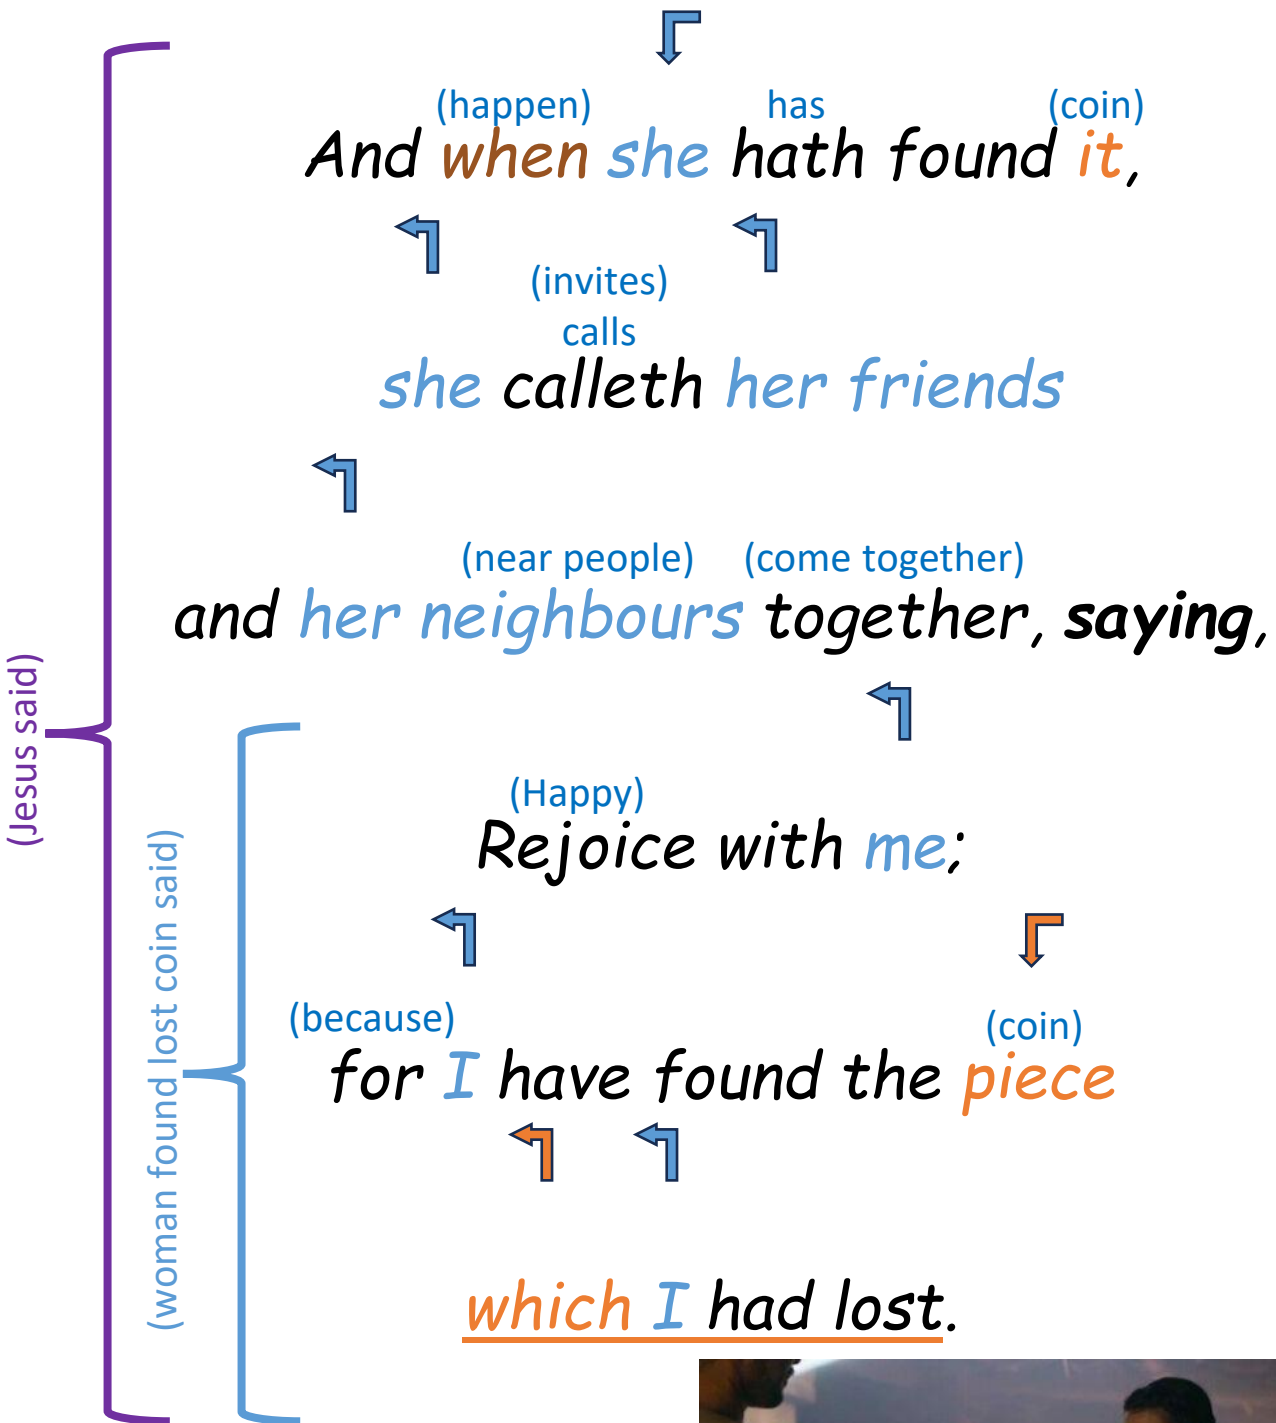 (happen) has (coin)
And when she hath found it,
(invites)
calls
she calleth her friends
(near people) (come together)
and her neighbours together, saying,
(Jesus said)
(Happy)
Rejoice with me;
(woman found lost coin said)
(because) (coin)
for I have found the piece
which I had lost.